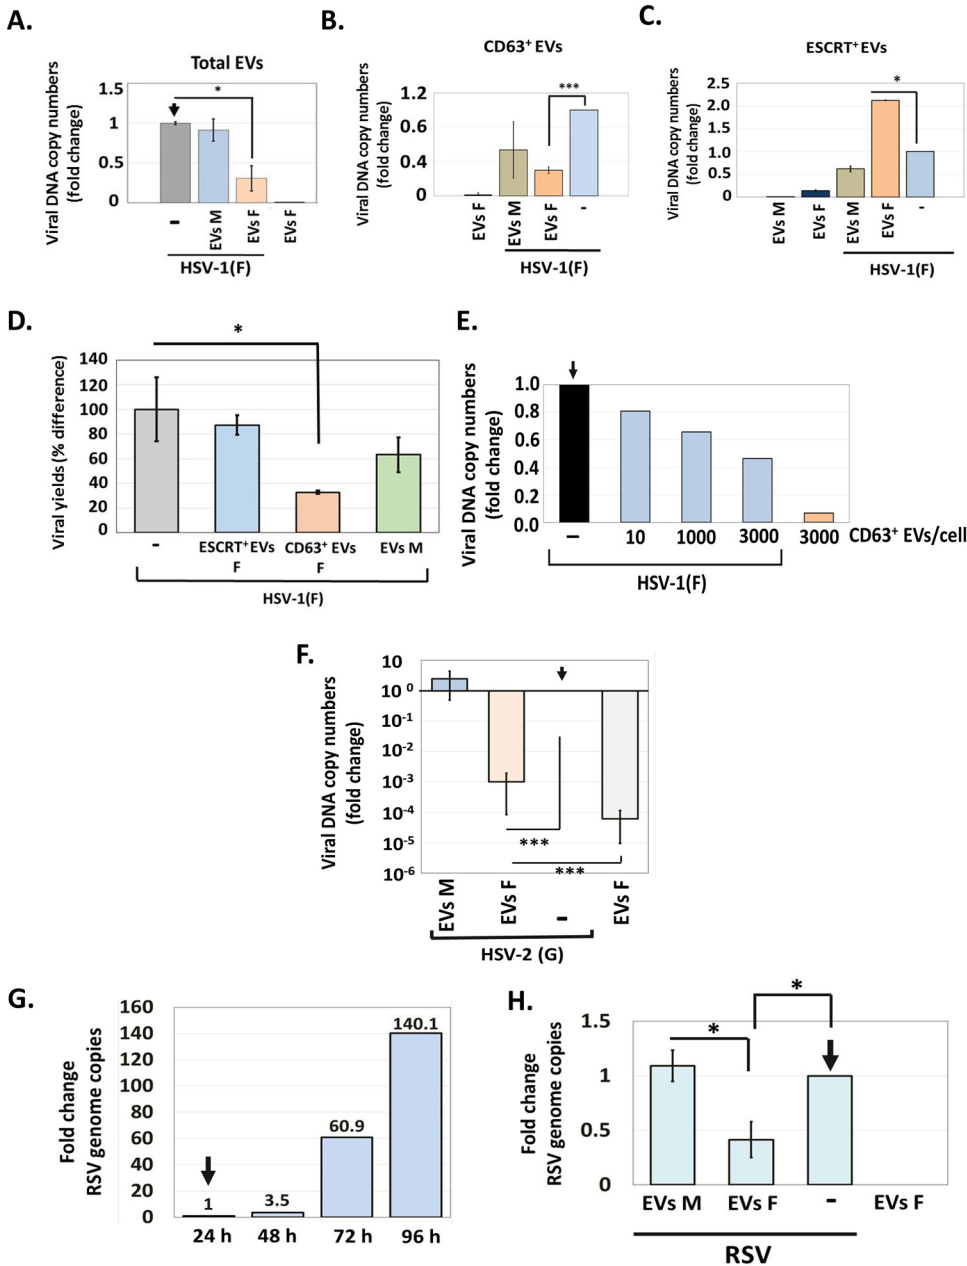 A.
Total EVs
Viral DNA copy numbers
(fold change)
1.5
1
0.5
0
*
–
EVs M
EVs F
EVs F
HSV-1(F)
B.
CD63+ EVs
Viral DNA copy numbers
(fold change)
1.2
0.6
0.4
0
***
EVs F
EVs M
EVs F
-
HSV-1(F)
C.
ESCRT+ EVs
Viral DNA copy numbers
(fold change)
2.5
2.0
1.5
1.0
0.5
0
*
EVs M
EVs F
EVs M
EVs F
-
HSV-1(F)
D.
Viral yields (% difference)
140
120
100
80
60
40
20
0
*
–
ESCRT+ EVs
F
CD63+ EVs
F
EVs M
HSV-1(F)
E.
Viral DNA copy numbers
(fold change)
1.0
0.8
0.6
0.4
0.2
0.0
– 10 1000 3000 3000 CD63+ EVs/cell
HSV-1(F)
F.
Viral DNA copy numbers
(fold change)
10
10 0
10-1
10-2
10-3
10-4
10-5
10-6
***
***
EVs M
EVs F
–
EVs F
HSV-2 (G)
G.
Fold change
RSV genome copies
160
140
120
100
80
60
40
20
0
1
3.5
60.9
140.1
24 h 48 h 72 h 96 h
H.
Fold change
RSV genome copies
1.5
1
0.5
0
*
*
EVs M EVs F – EVs F
RSV